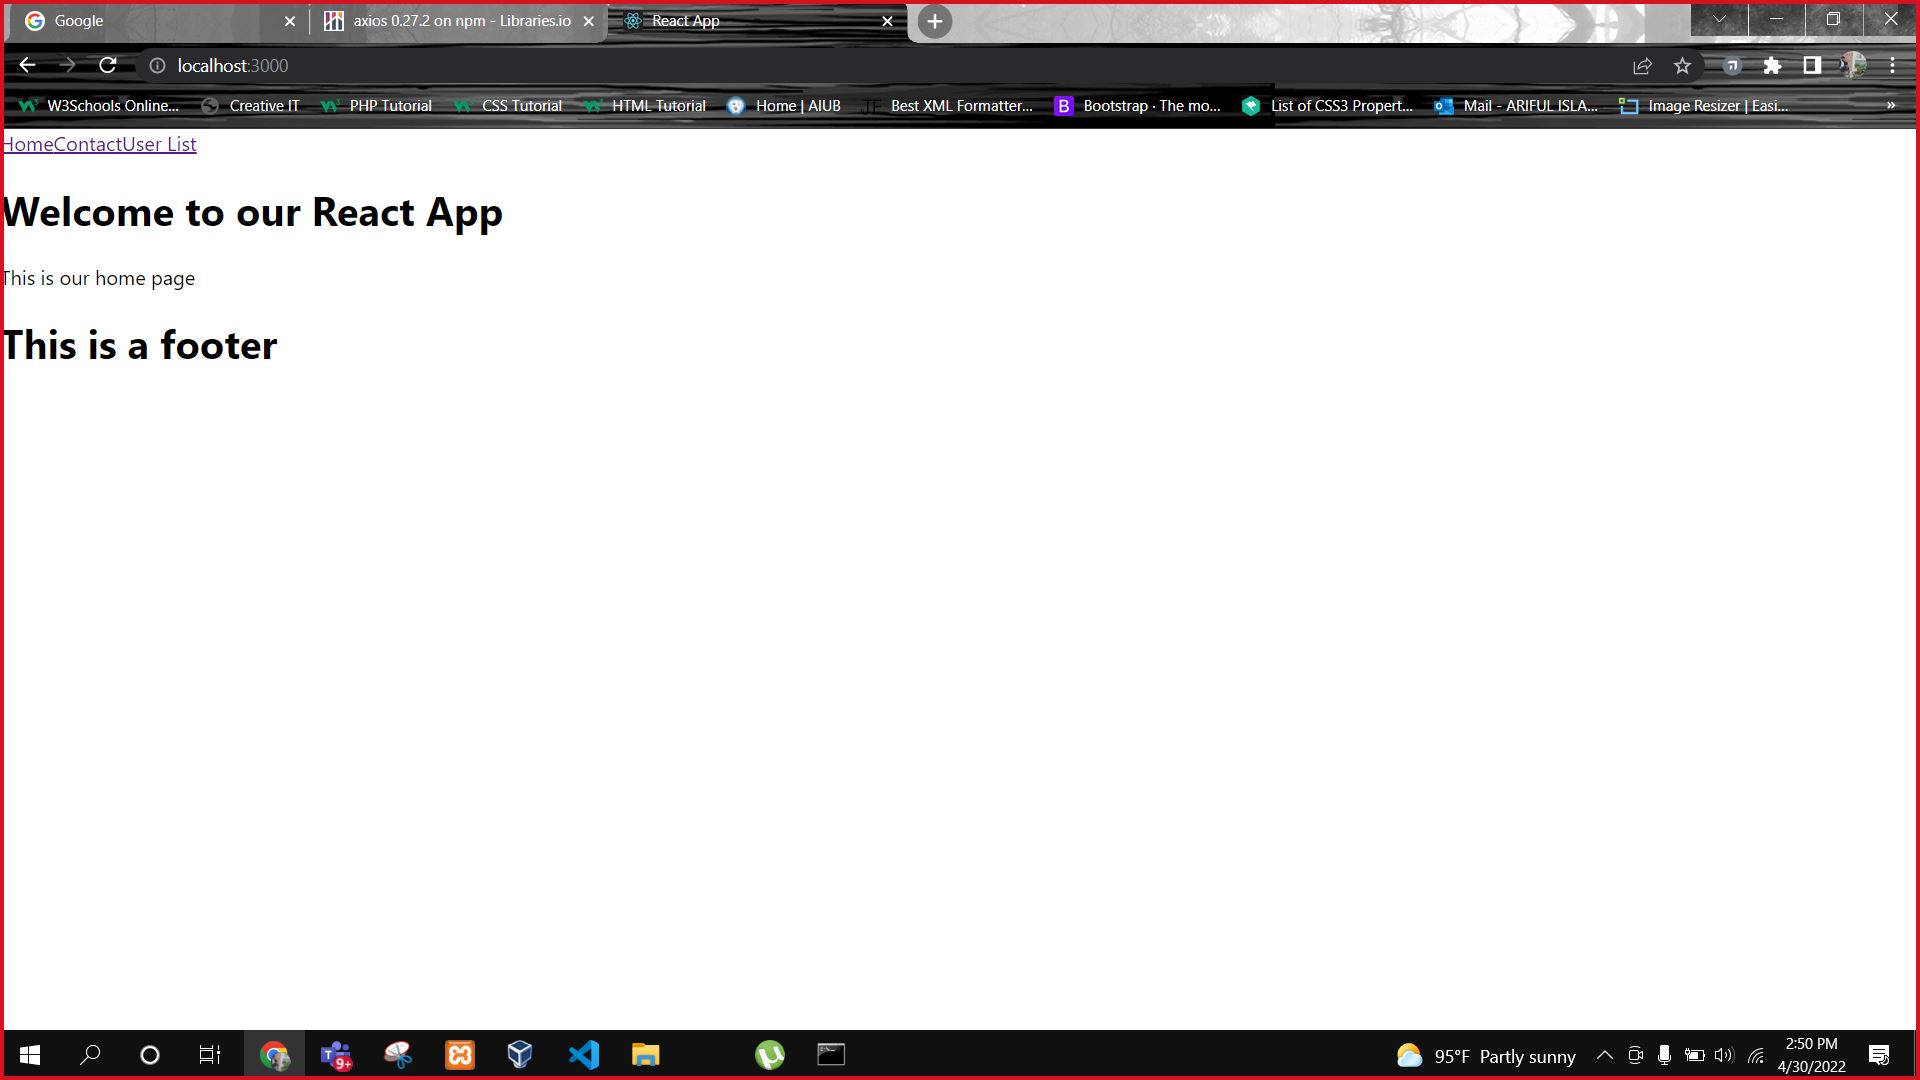 Google
axios 0.27.2 on npm - Libraries.io
React App
localhost:3000
W3Schools Online...
Creative IT
PHP Tutorial
CSS Tutorial
HTML Tutorial
Home | AIUB
JF
Best XML Formatter...
B
Bootstrap · The mo...
List of CSS3 Propert...
Mail - ARIFUL ISLA...
Image Resizer | Easi...
»
HomeContactUser List
Welcome to our React App
This is our home page
This is a footer
T
9+
95°F Partly sunny
2:50 PM
4/30/2022